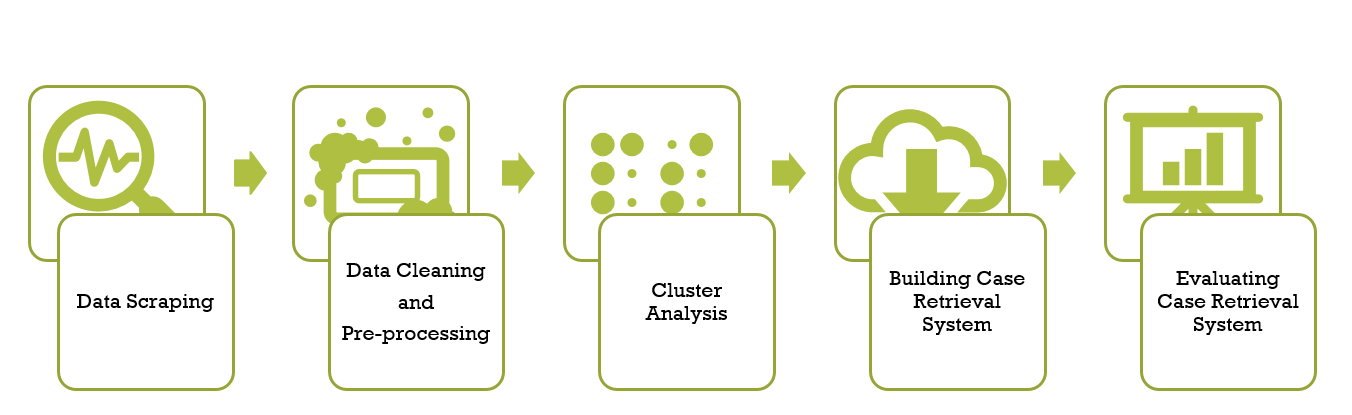 Data Scraping
Data Cleaning
and
Pre-processing
Cluster
Analysis
Building Case
Retrieval
System
Evaluating
Case Retrieval
System